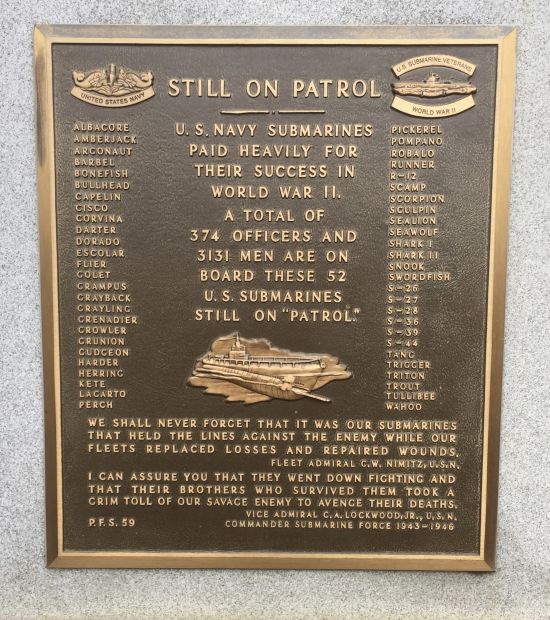 UNITED STATES NAVY
STILL ON PATROL
U.S. SUBMARINE VETERANS
WORLD WAR II
ALBACORE
AMBERJACK
ARGONAUT
BARBEL
BONEFISH
BULLHEAD
CAPELIN
CISCO
CORVINA
DARTER
DORADO
ESCOLAR
FLIER
GOLET
GRAMPUS
GRAYBACK
GRAYLING
GRENADIER
GROWLER
GRUNION
GUDGEON
HARDER
HERRING
KETE
LAGARTO
PERCH
U.S. NAVY SUBMARINES
PAID HEAVILY FOR
THEIR SUCCESS IN
WORLD WAR II.
A TOTAL OF
374 OFFICERS AND
3131 MEN ARE ON
BOARD THESE 52
U.S. SUBMARINES
STILL ON "PATROL."
PICKEREL
POMPANO
ROBALO
RUNNER
R-12
SCAMP
SCORPION
SCULPIN
SEALION
SEAWOLF
SHARK I
SHARK II
SNOOK
SWORDFISH
S-26
S-27
S-28
S-36
S-39
S-44
TANG
TRIGGER
TRITON
TROUT
TULLIBEE
WAHOO
WE SHALL NEVER FORGET THAT IT WAS OUR SUBMARINES
THAT HELD THE LINES AGAINST THE ENEMY WHILE OUR
FLEETS REPLACED LOSSES AND REPAIRED WOUNDS.
FLEET ADMIRAL C.W. NIMITZ, U.S.N.
I CAN ASSURE YOU THAT THEY WENT DOWN FIGHTING AND
THAT THEIR BROTHERS WHO SURVIVED THEM TOOK A
GRIM TOLL OF OUR SAVAGE ENEMY TO AVENGE THEIR DEATHS.
VICE ADMIRAL C.A. LOCKWOOD, JR., U.S.N.
P.F.S. 59
COMMANDER SUBMARINE FORCE 1943-1946